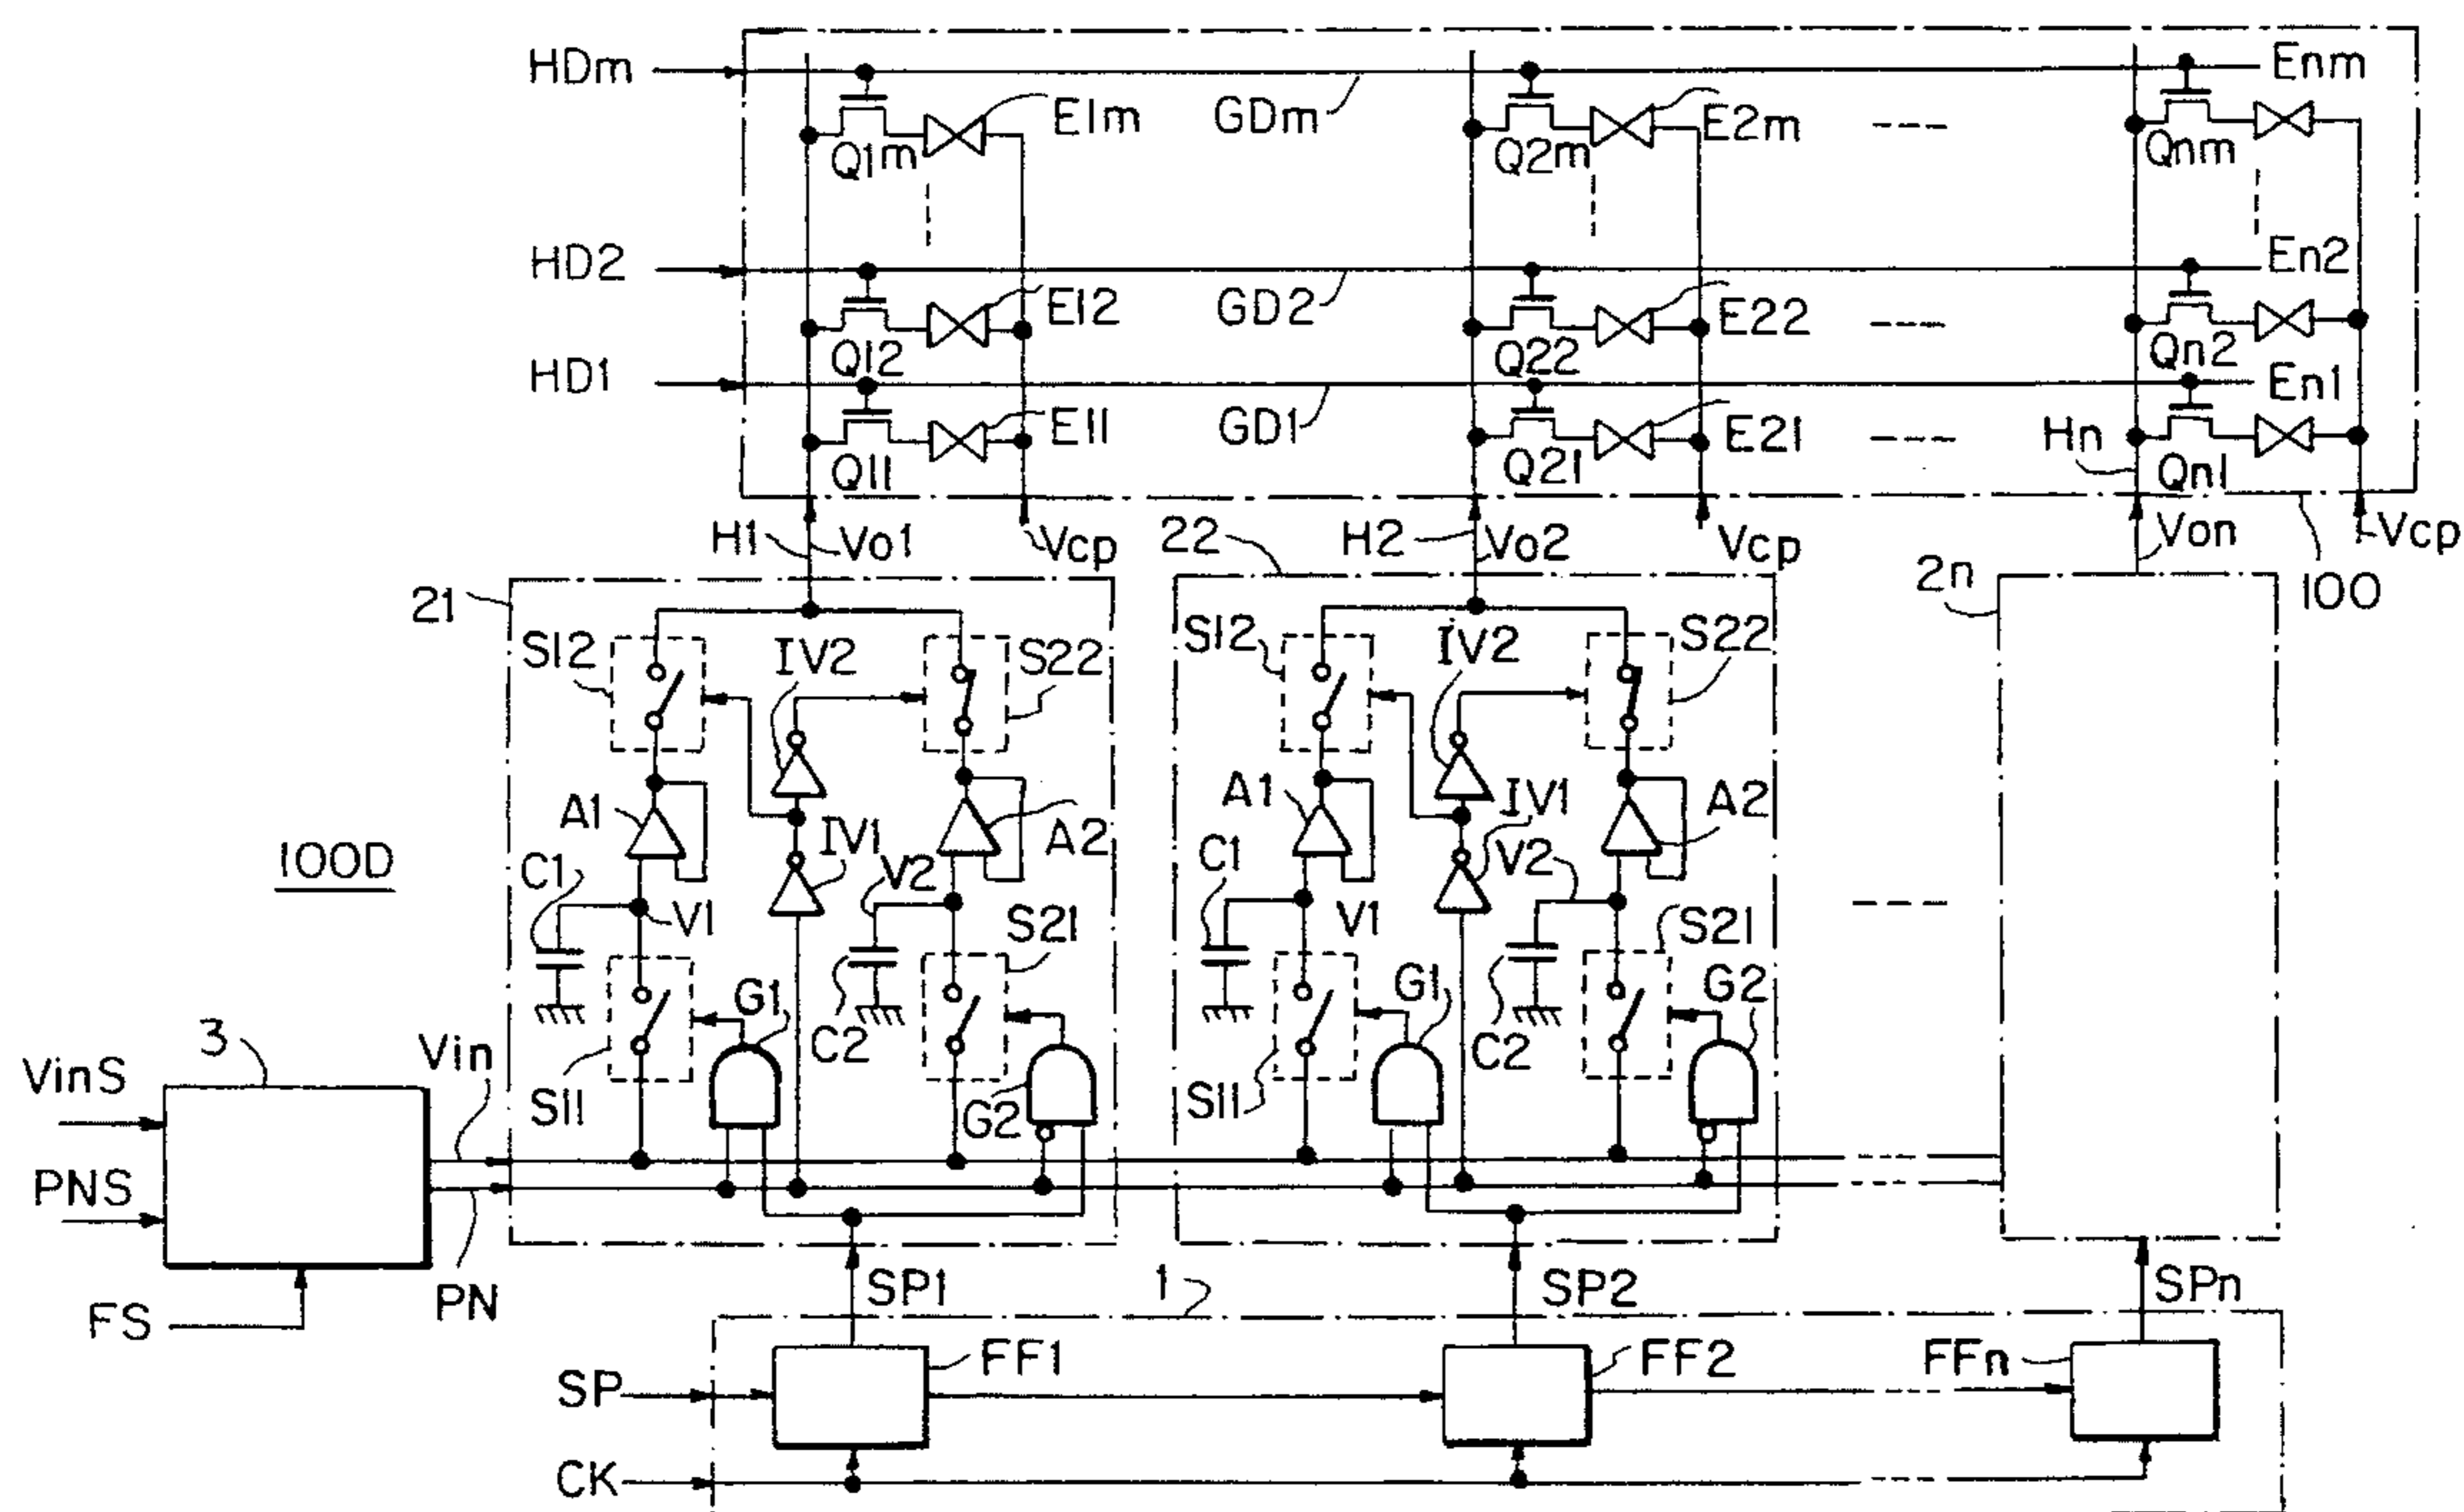 HDm
E1m
GDm
E2m
Enm
Q1m
Q2m
Qnm
HD2
E12
GD2
E22
En2
Q12
Q22
Qn2
HD1
E11
GD1
E21
En1
Q11
Q21
Hn
Qn1
H1
Vo1
Vcp
22
H2
Vo2
Vcp
2n
Von
Vcp
100
21
S12
IV2
S22
S12
IV2
S22
A1
IV1
A2
A1
IV1
A2
100D
C1
V2
C1
V2
V1
S21
V1
S21
G1
C2
G1
C2
G2
3
Vin
VinS
S11
G2
S11
PNS
PN
FS
SP1
1
SP2
SPn
SP
FF1
FF2
FFn
CK